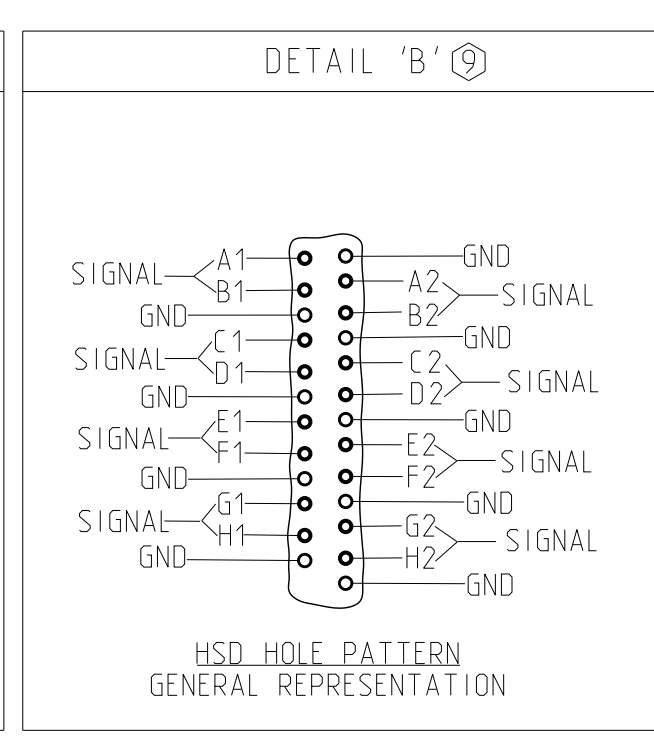 DETAIL 'B' 9
A1
GND
SIGNAL
A2
B1
SIGNAL
GND
B2
C1
GND
SIGNAL
C2
D1
SIGNAL
GND
D2
E1
GND
SIGNAL
E2
F1
SIGNAL
GND
F2
G1
GND
SIGNAL
G2
H1
SIGNAL
GND
H2
GND
HSD HOLE PATTERN
GENERAL REPRESENTATION